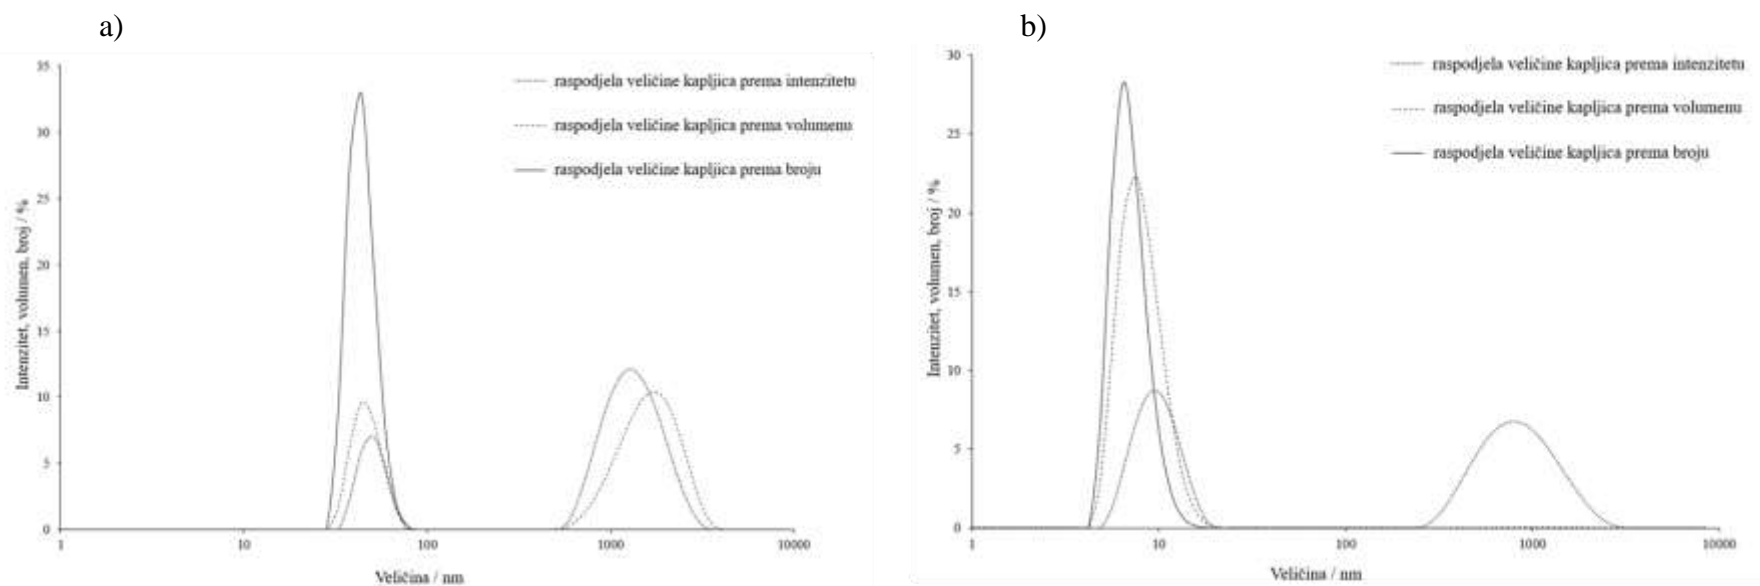 a)
35
30
25
20
15
10
5
0
1
10
100
1000
10000
Intenzitet, volumen, broj / %
Veličina / nm
raspodjela veličine kapljica prema intenzitetu
raspodjela veličine kapljica prema volumenu
raspodjela veličine kapljica prema broju
b)
30
25
20
15
10
5
0
1
10
100
1000
10000
Intenzitet, volumen, broj / %
Veličina / nm
raspodjela veličine kapljica prema intenzitetu
raspodjela veličine kapljica prema volumenu
raspodjela veličine kapljica prema broju